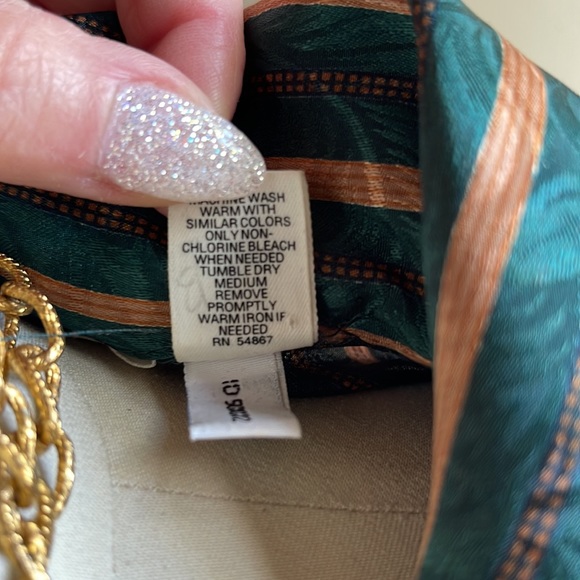 MACHINE WASH
WARM WITH
SIMILAR COLORS
ONLY NON-
CHLORINE BLEACH
WHEN NEEDED
TUMBLE DRY
MEDIUM
REMOVE
PROMPTLY
WARM IRON IF
NEEDED
RN 54867